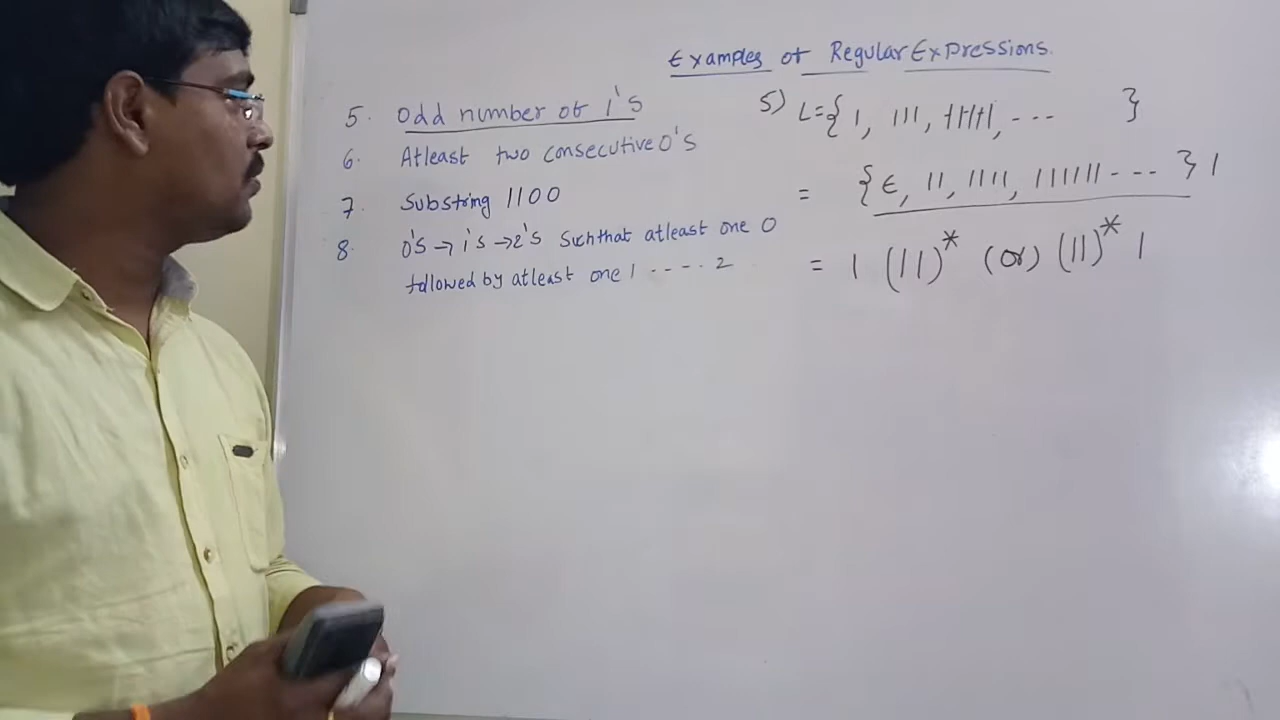 Examples of Regular Expressions.
5. Odd number of 1's
6. Atleast two consecutive 0's
7. Substring 1100
8. 0's → 1's → 2's Such that atleast one 0
followed by atleast one 1 ----. 2
5) L = { 1, 111, 11111, --- }
= { ε, 11, 1111, 111111 --- } 1
= 1 (11)* (or) (11)* 1